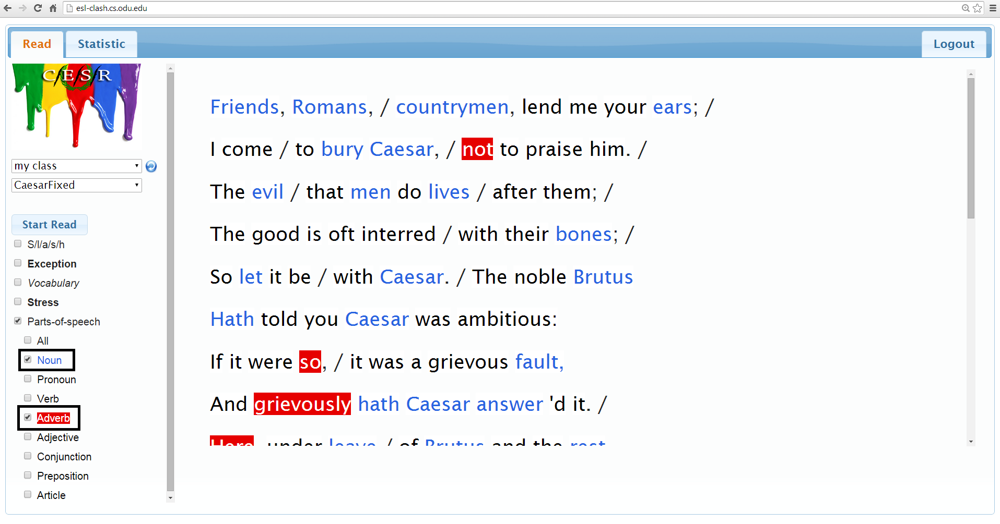 esl-clash.cs.odu.edu
Read Statistic Logout
C/E/S/R
my class
CaesarFixed
Start Read
S/l/a/s/h
Exception
Vocabulary
Stress
Parts-of-speech
All
Noun
Pronoun
Verb
Adverb
Adjective
Conjunction
Preposition
Article
Friends, Romans, / countrymen, lend me your ears; /
I come / to bury Caesar, / not to praise him. /
The evil / that men do lives / after them; /
The good is oft interred / with their bones; /
So let it be / with Caesar. / The noble Brutus
Hath told you Caesar was ambitious:
If it were so, / it was a grievous fault,
And grievously hath Caesar answer 'd it. /
Here, under leave / of Brutus and the rest